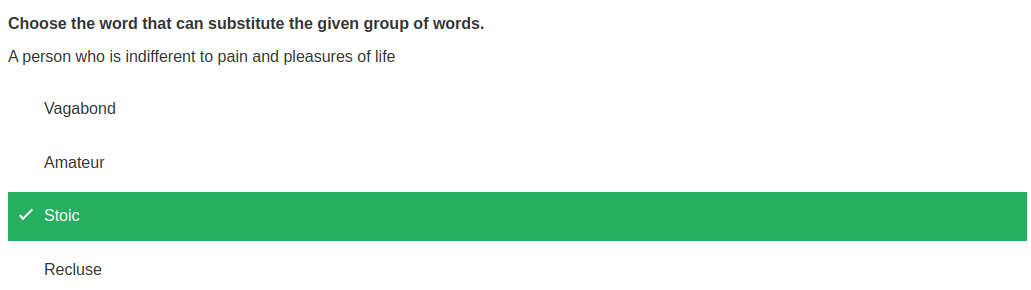 Choose the word that can substitute the given group of words.
A person who is indifferent to pain and pleasures of life
Vagabond
Amateur
Stoic
Recluse